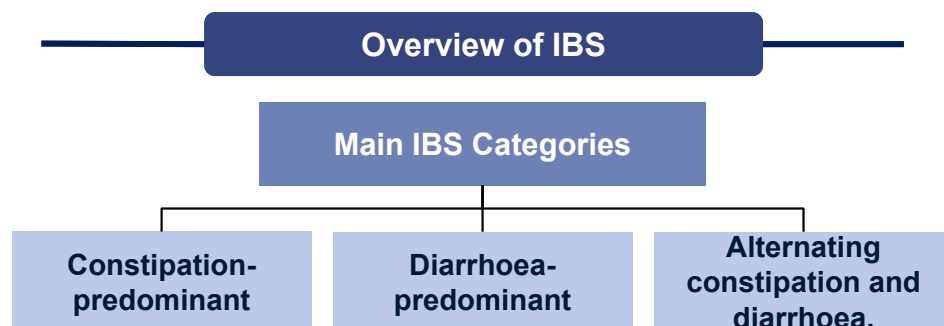 Overview of IBS
Main IBS Categories
Constipation-
predominant
Diarrhoea-
predominant
Alternating
constipation and
diarrhoea.